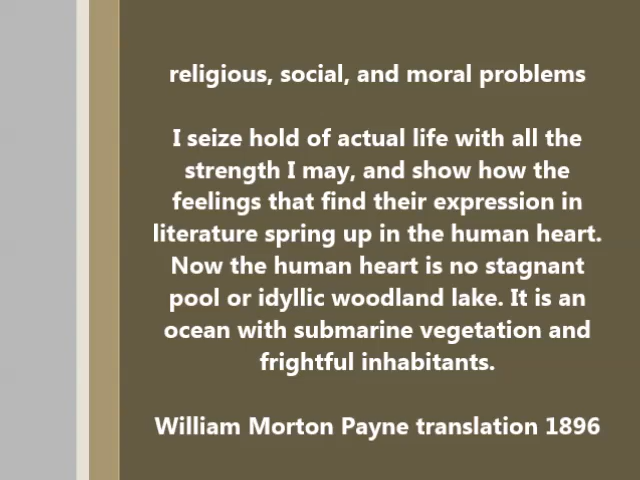 religious, social, and moral problems
I seize hold of actual life with all the
strength I may, and show how the
feelings that find their expression in
literature spring up in the human heart.
Now the human heart is no stagnant
pool or idyllic woodland lake. It is an
ocean with submarine vegetation and
frightful inhabitants.
William Morton Payne translation 1896